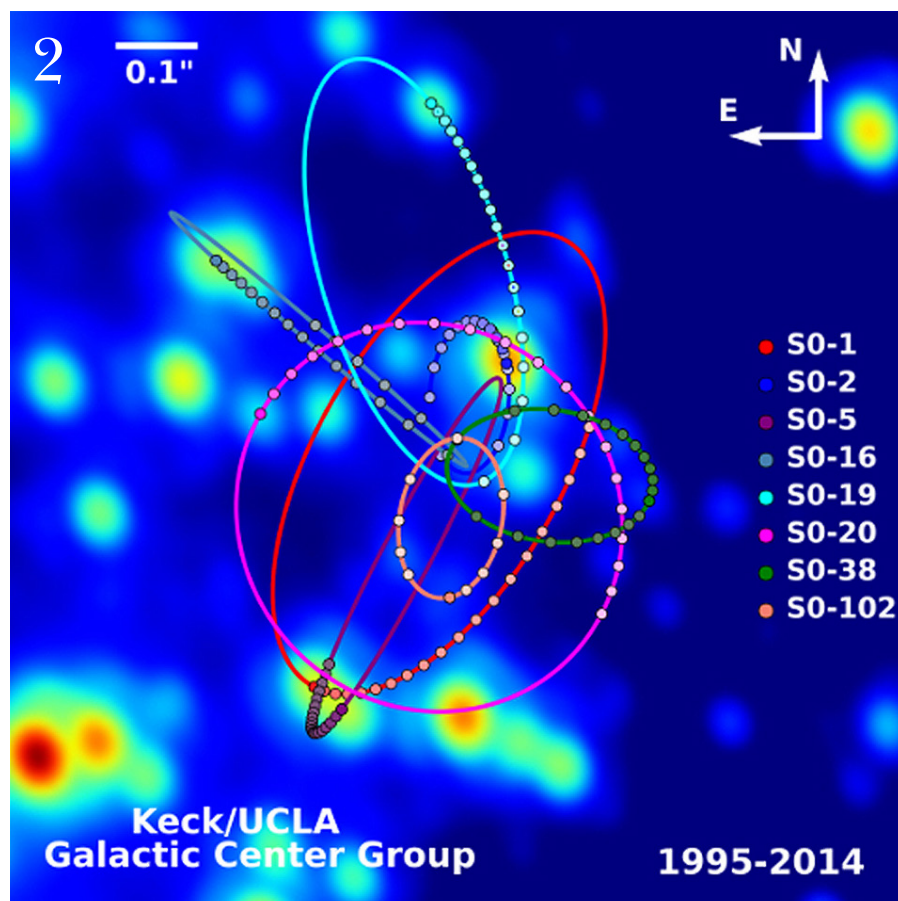 2
0.1"
N
E
S0-1
S0-2
S0-5
S0-16
S0-19
S0-20
S0-38
S0-102
Keck/UCLA
Galactic Center Group
1995-2014